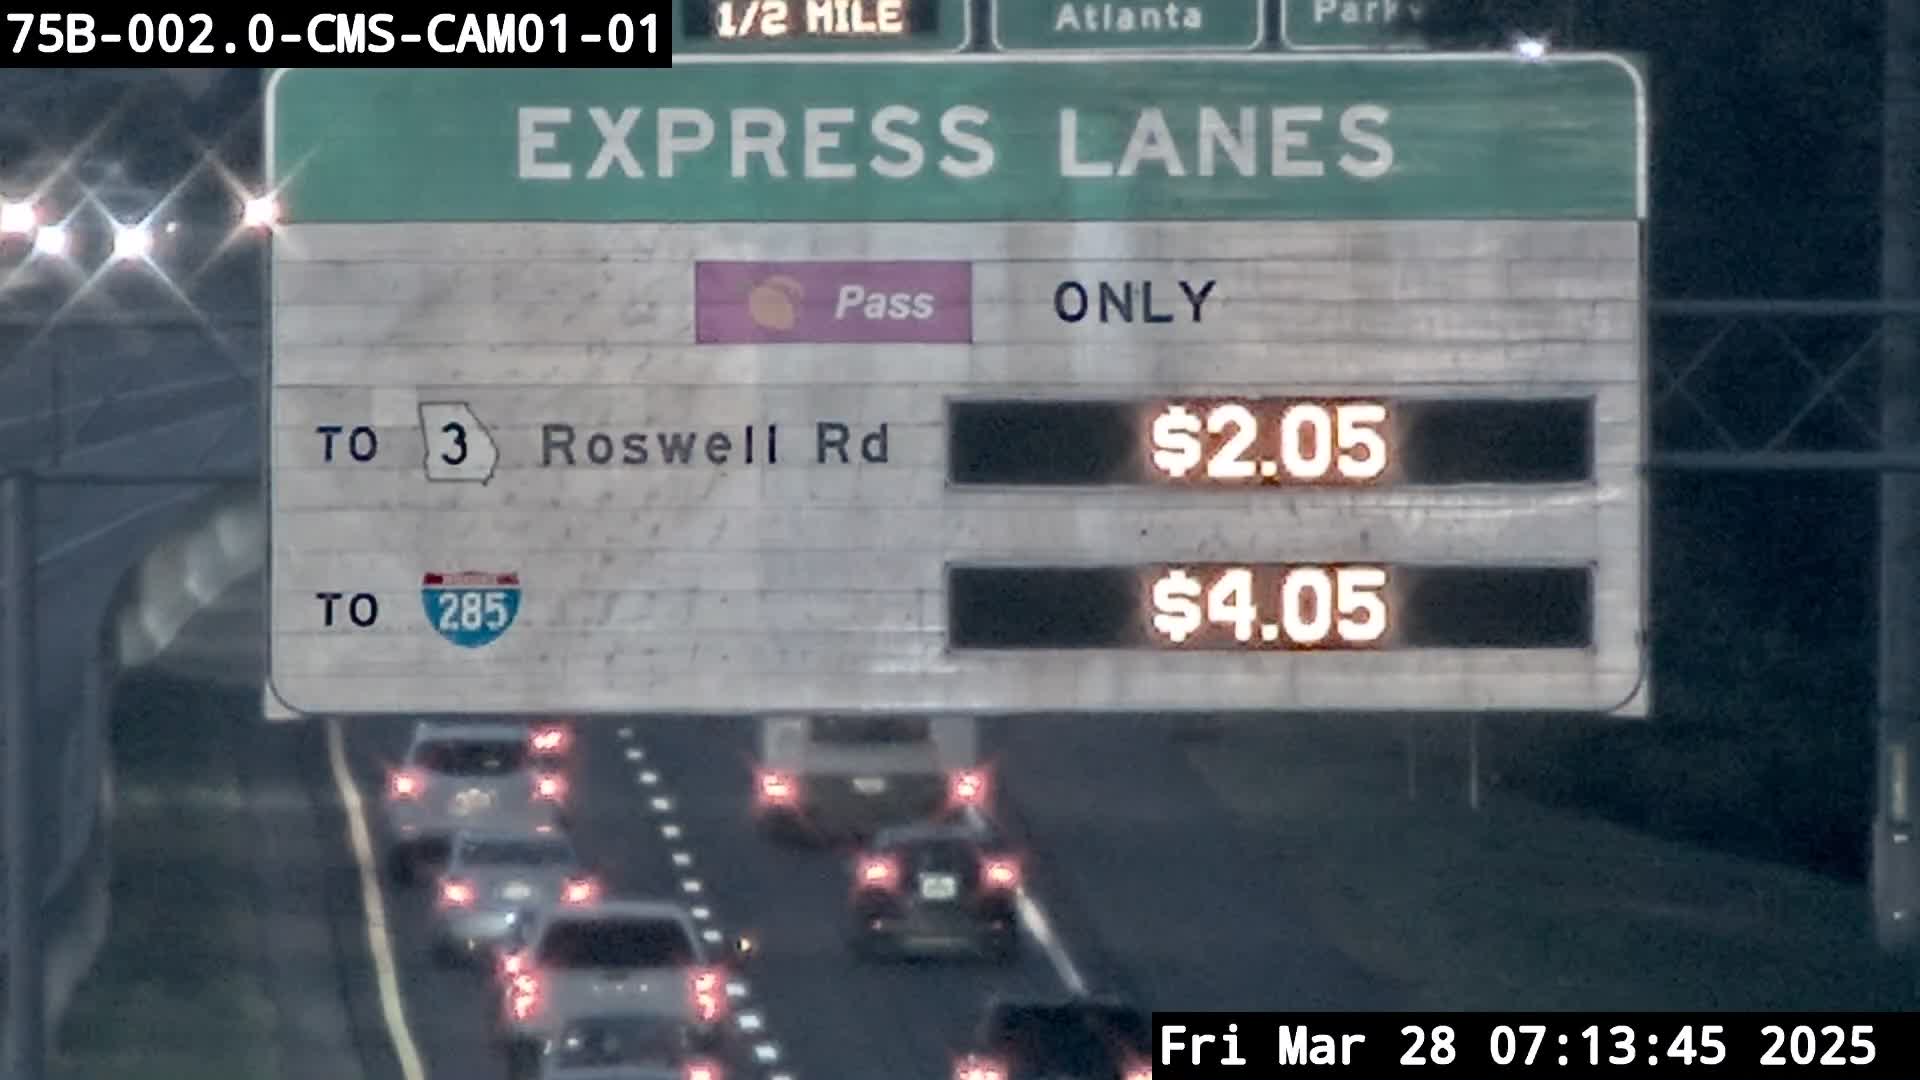 75B-002.0-CMS-CAM01-01
1/2 MILE
Atlanta
EXPRESS LANES
Pass ONLY
TO 3 Roswell Rd $2.05
TO 285 $4.05
Fri Mar 28 07:13:45 2025